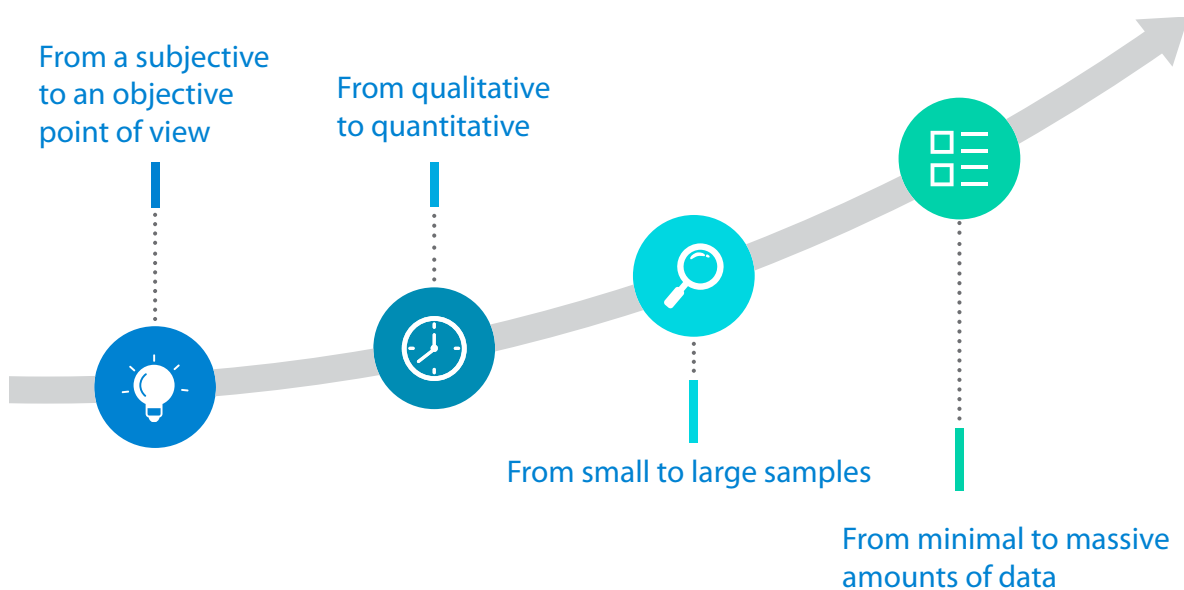 From a subjective
to an objective
point of view
From qualitative
to quantitative
From small to large samples
From minimal to massive
amounts of data